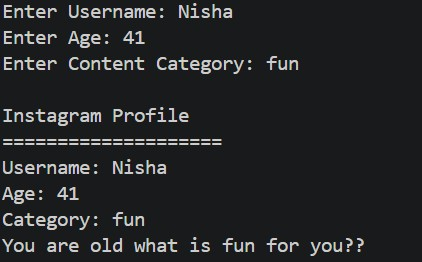 Enter Username: Nisha
Enter Age: 41
Enter Content Category: fun
Instagram Profile
====================
Username: Nisha
Age: 41
Category: fun
You are old what is fun for you??